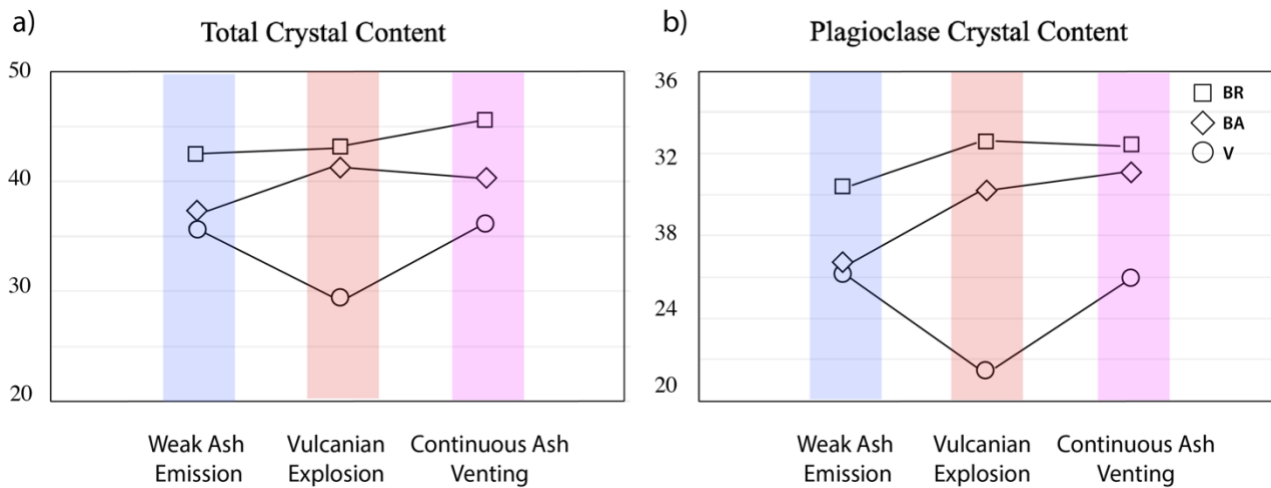 a)
Total Crystal Content
50
40
30
20
Weak Ash
Emission
Vulcanian
Explosion
Continuous Ash
Venting
b)
Plagioclase Crystal Content
36
32
38
24
20
BR
BA
V
Weak Ash
Emission
Vulcanian
Explosion
Continuous Ash
Venting